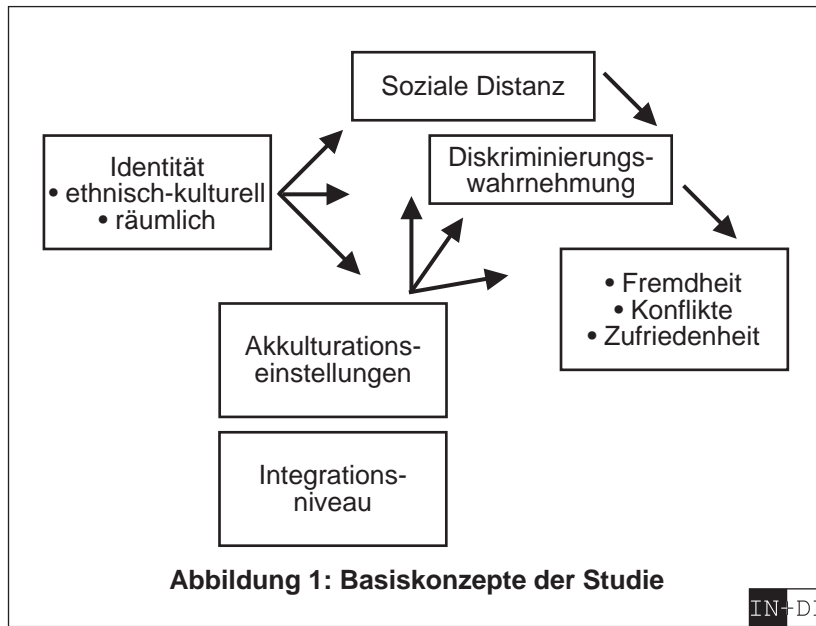 Soziale Distanz
Identität
• ethnisch-kulturell
• räumlich
Diskriminierungs-
wahrnehmung
• Fremdheit
• Konflikte
• Zufriedenheit
Akkulturations-
einstellungen
Integrations-
niveau
Abbildung 1: Basiskonzepte der Studie
IN+DI